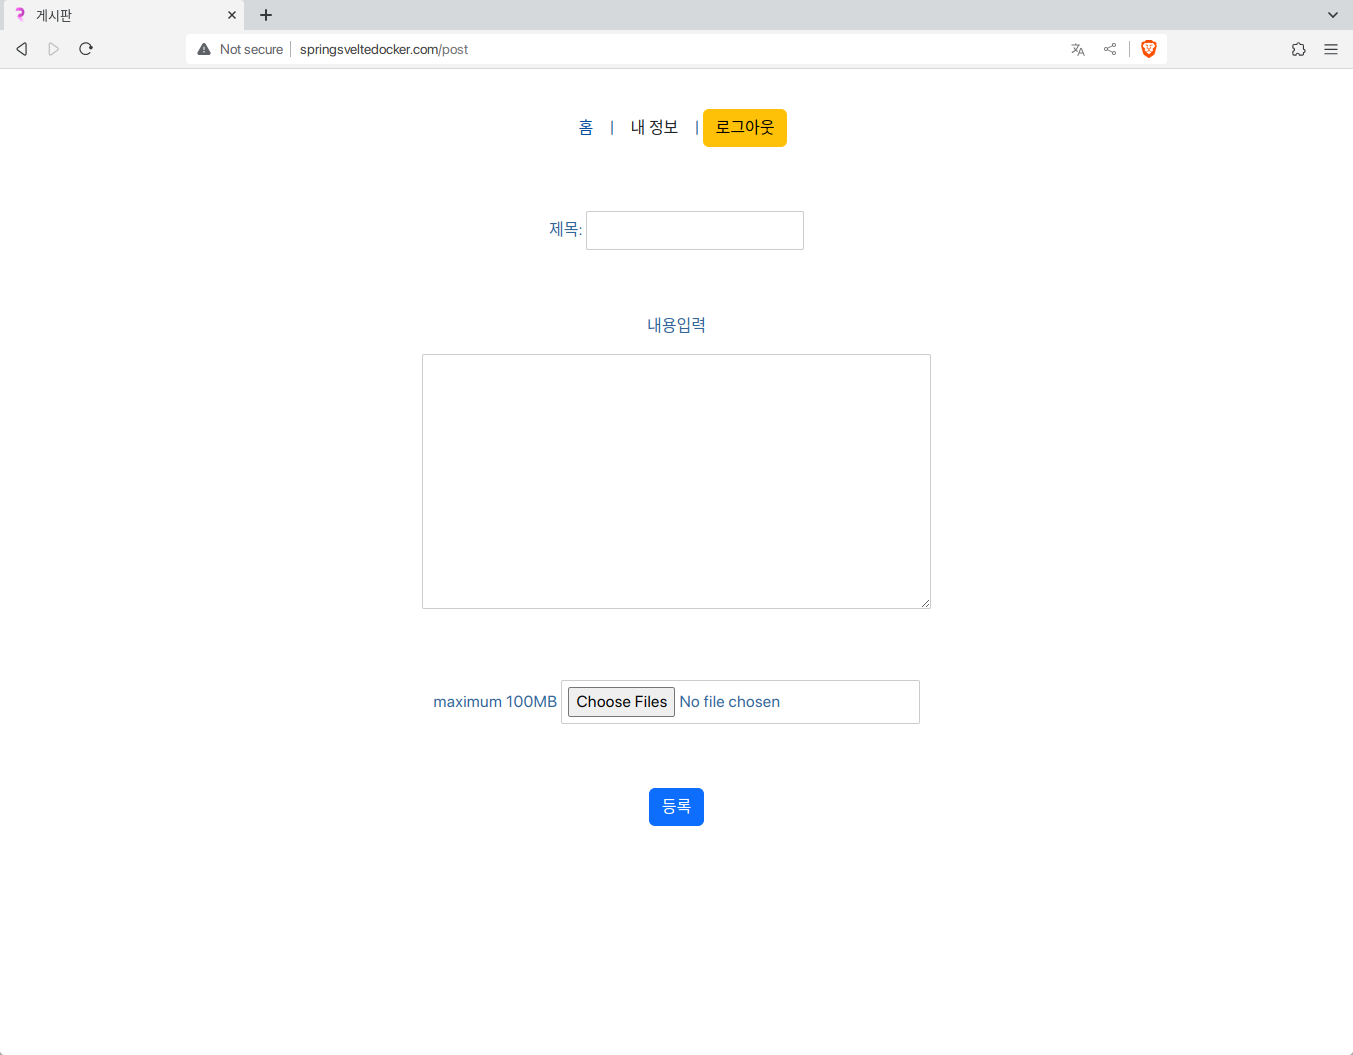 게시판
Not secure springsveltedocker.com/post
홈 | 내 정보 | 로그아웃
제목:
내용입력
maximum 100MB Choose Files No file chosen
등록